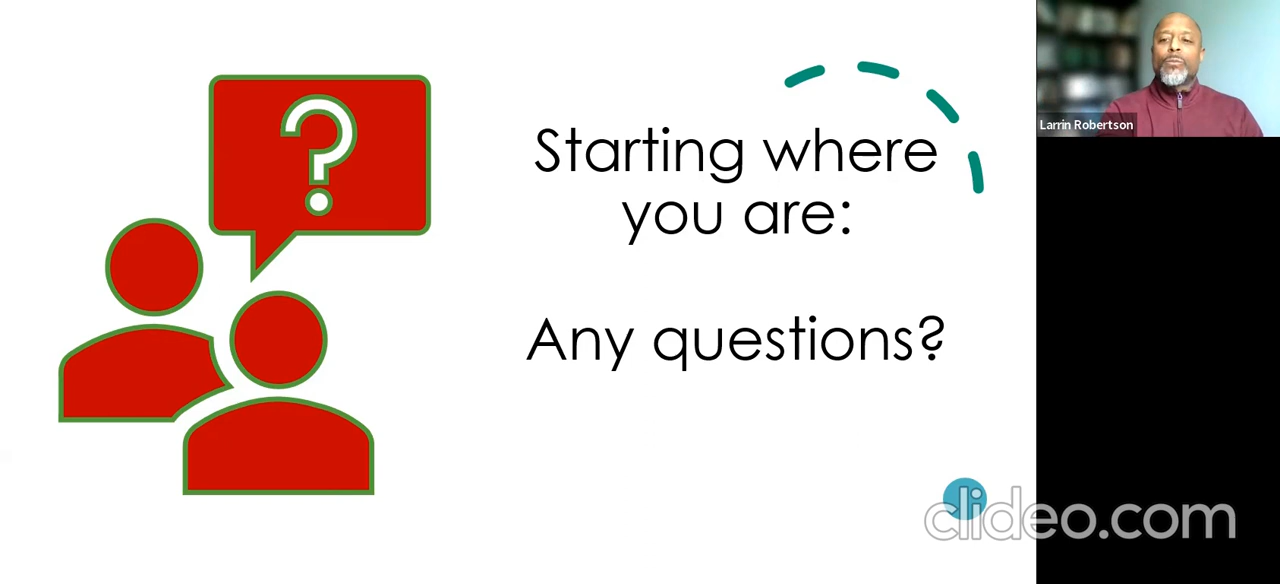 ?
Starting where
you are:
Any questions?
Larrin Robertson
clideo.com